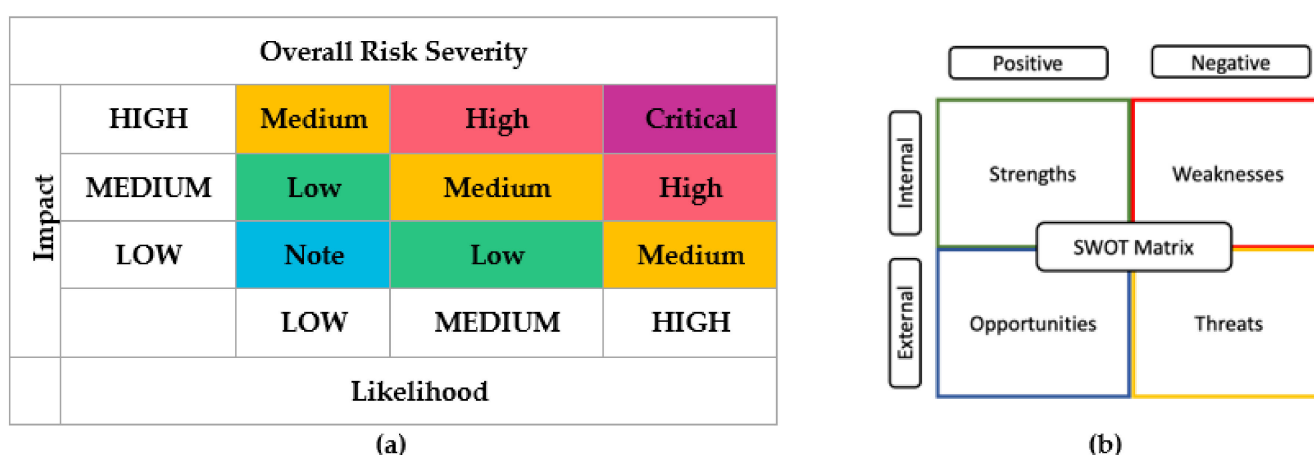 Overall Risk Severity
Impact
HIGH Medium High Critical
MEDIUM Low Medium High
LOW Note Low Medium
LOW MEDIUM HIGH
Likelihood
(a)
Positive Negative
Internal
Strengths Weaknesses
SWOT Matrix
External
Opportunities Threats
(b)